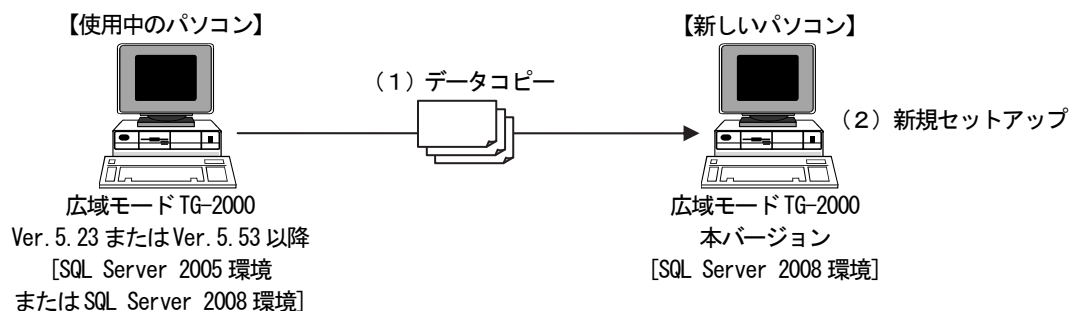 【使用中のパソコン】
【新しいパソコン】
（1）データコピー
（2）新規セットアップ
広域モード TG-2000
Ver.5.23 または Ver.5.53 以降
[SQL Server 2005 環境
または SQL Server 2008 環境]
広域モード TG-2000
本バージョン
[SQL Server 2008 環境]